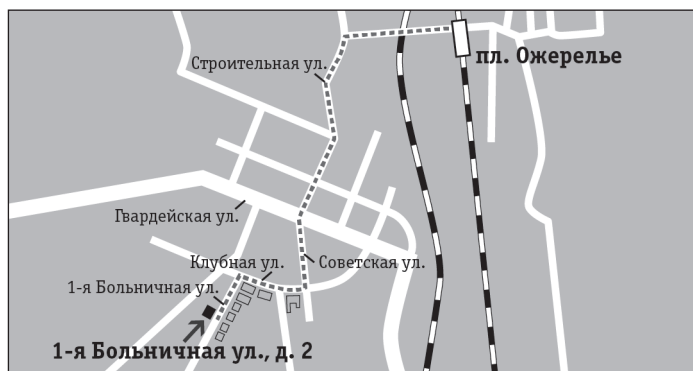 пл. Ожерелье
Строительная ул.
Гвардейская ул.
Клубная ул.
Советская ул.
1-я Больничная ул.
1-я Больничная ул., д. 2